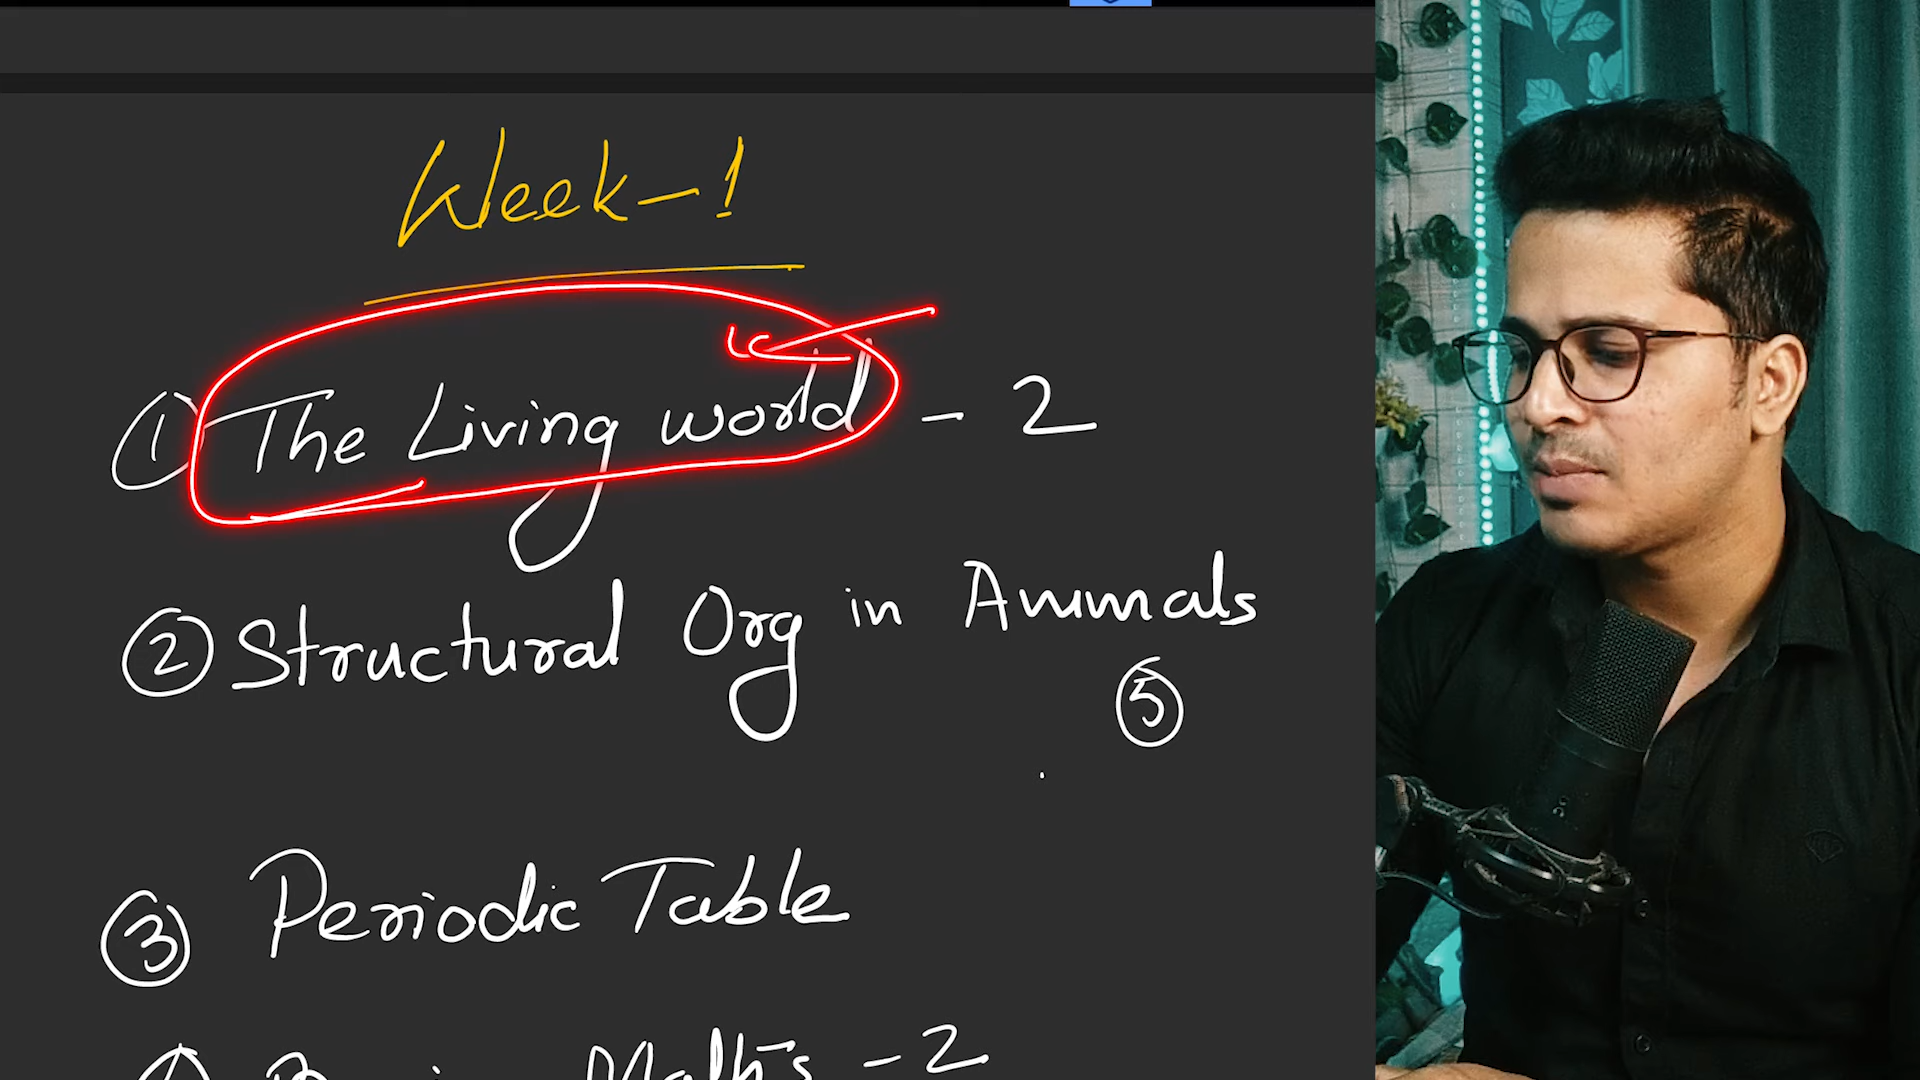 Week-1
① The Living world - 2
② Structural Org in Animals
⑤
③ Periodic Table
Maths - 2